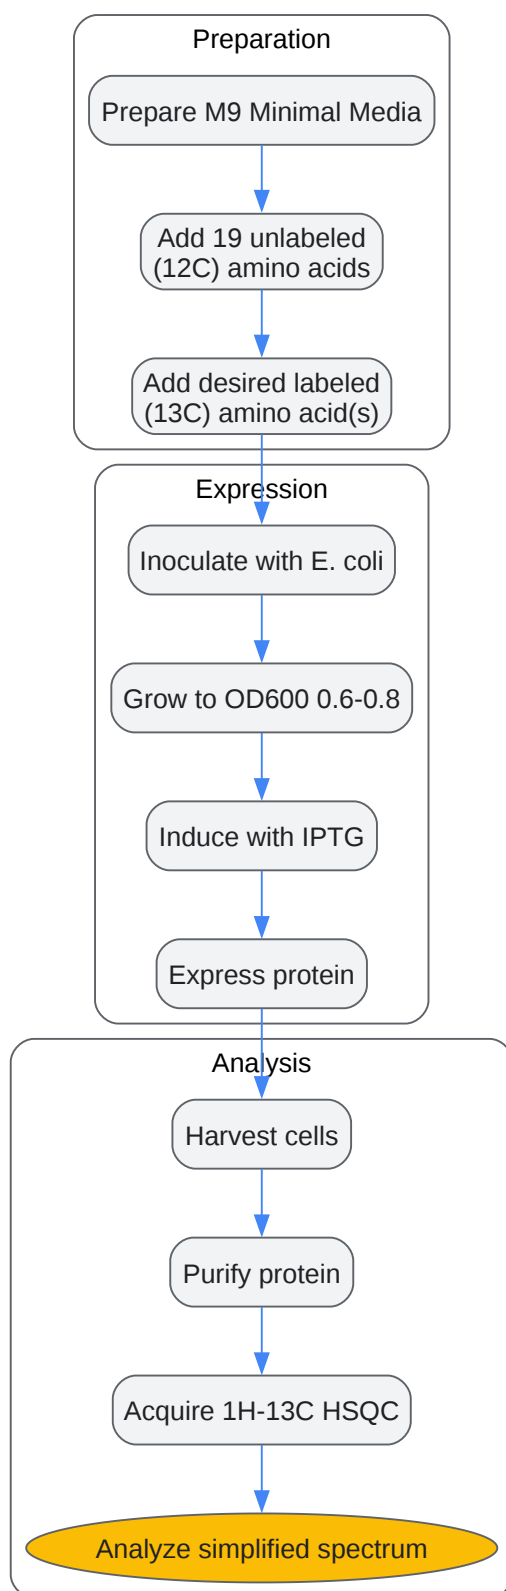 Preparation
Prepare M9 Minimal Media
Add 19 unlabeled
(12C) amino acids
Add desired labeled
(13C) amino acid(s)
Expression
Inoculate with E. coli
Grow to OD600 0.6-0.8
Induce with IPTG
Express protein
Analysis
Harvest cells
Purify protein
Acquire 1H-13C HSQC
Analyze simplified spectrum